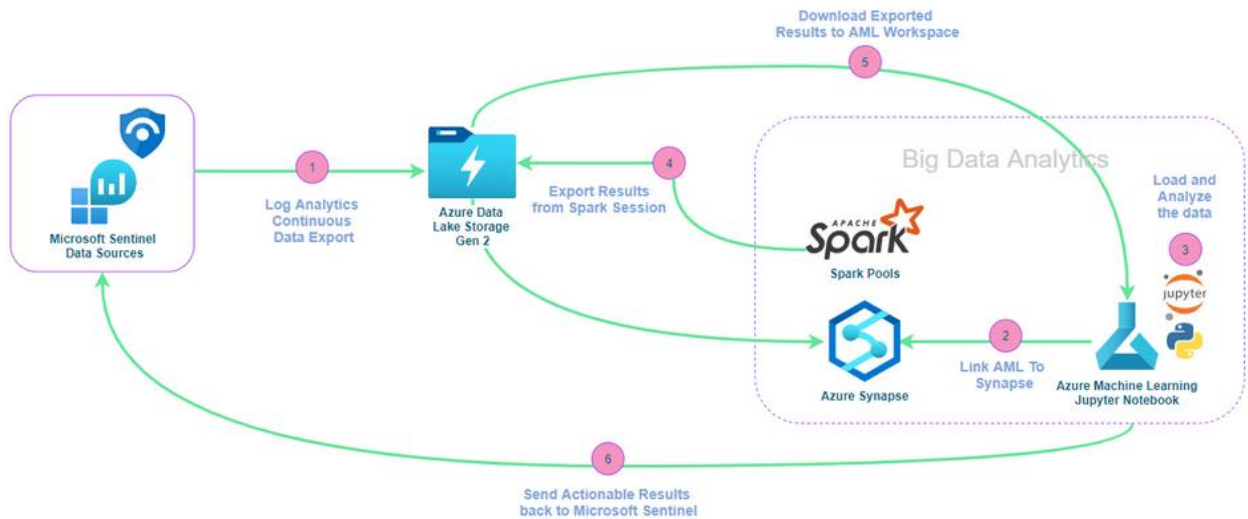 Download Exported
Results to AML Workspace
5
Big Data Analytics
1
4
Log Analytics
Continuous
Data Export
Export Results
from Spark Session
Load and
Analyze
the data
3
Azure Data
Lake Storage
Gen 2
Microsoft Sentinel
Data Sources
APACHE
Spark
Spark Pools
jupyter
2
Link AML To
Synapse
Azure Synapse
Azure Machine Learning
Jupyter Notebook
6
Send Actionable Results
back to Microsoft Sentinel